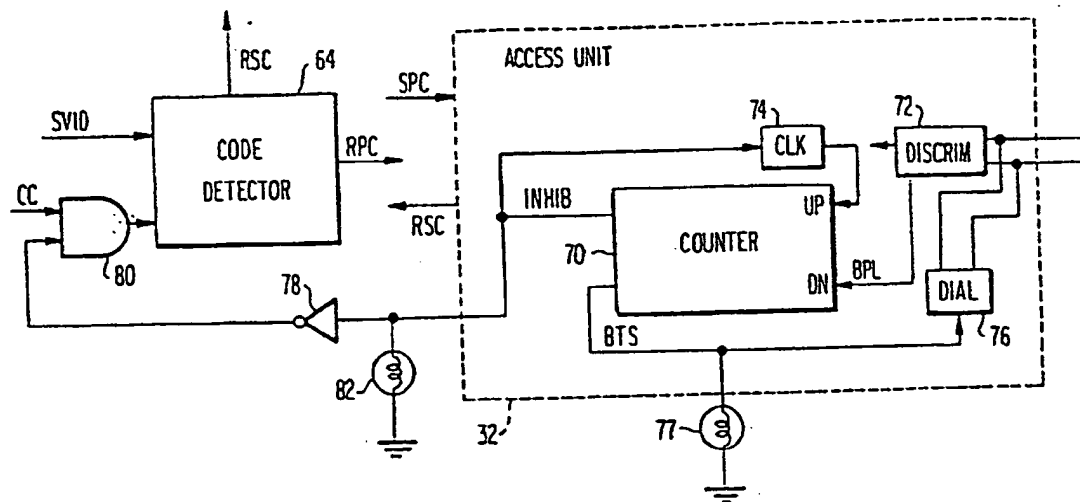 RSC
64
SVID
CODE
DETECTOR
RPC
CC
80
78
82
SPC
RSC
ACCESS UNIT
74
CLK
72
DISCRIM
INHIB
UP
70
COUNTER
DN
BPL
DIAL
76
BTS
32
77